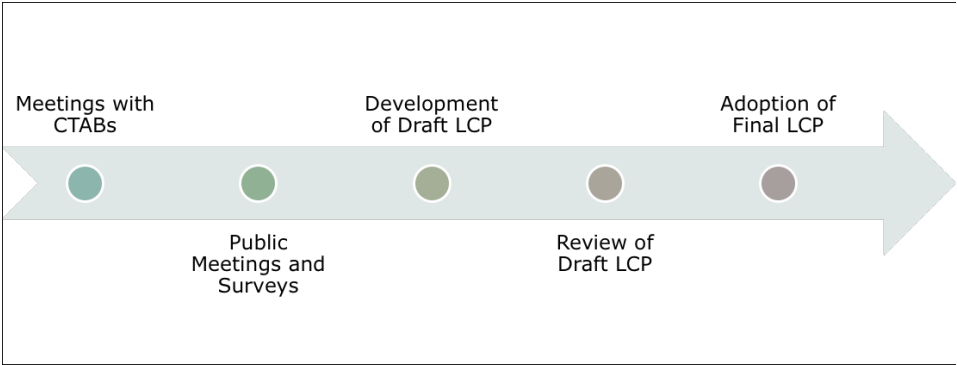 Meetings with
CTABs
Public
Meetings and
Surveys
Development
of Draft LCP
Review of
Draft LCP
Adoption of
Final LCP